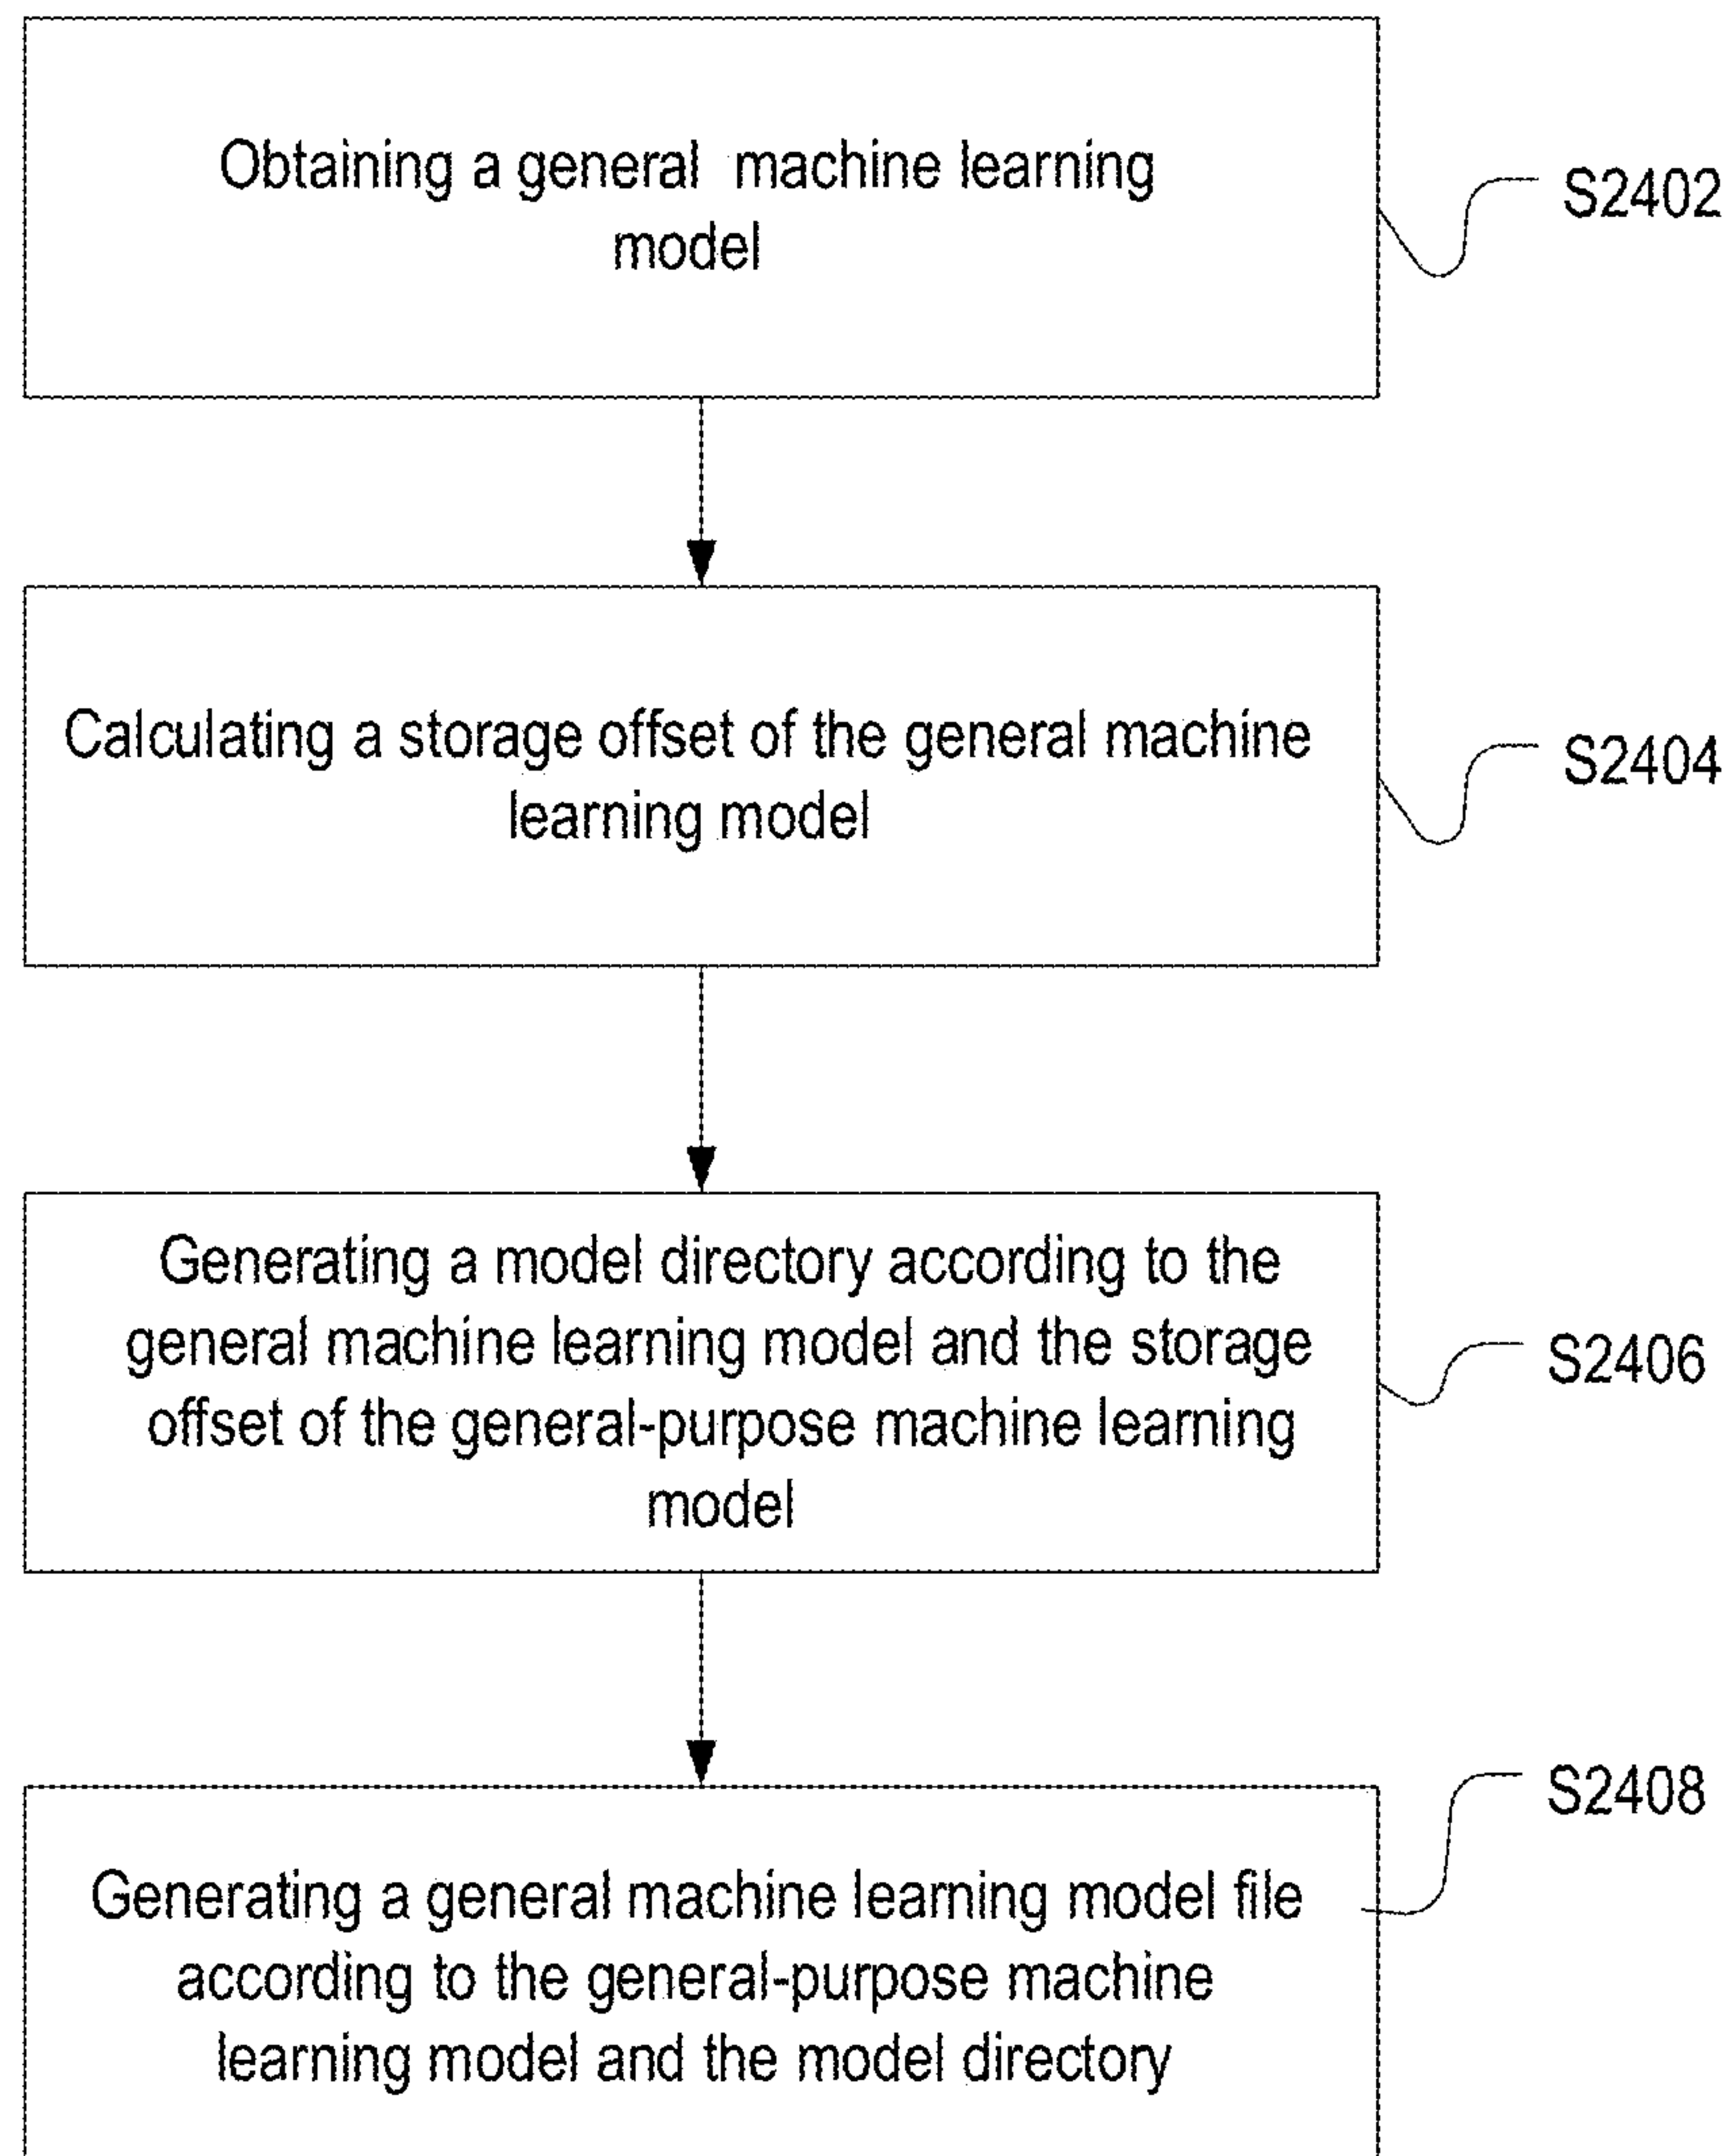 Obtaining a general machine learning
model
S2402
Calculating a storage offset of the general machine
learning model
S2404
Generating a model directory according to the
general machine learning model and the storage
offset of the general-purpose machine learning
model
S2406
Generating a general machine learning model file
according to the general-purpose machine
learning model and the model directory
S2408